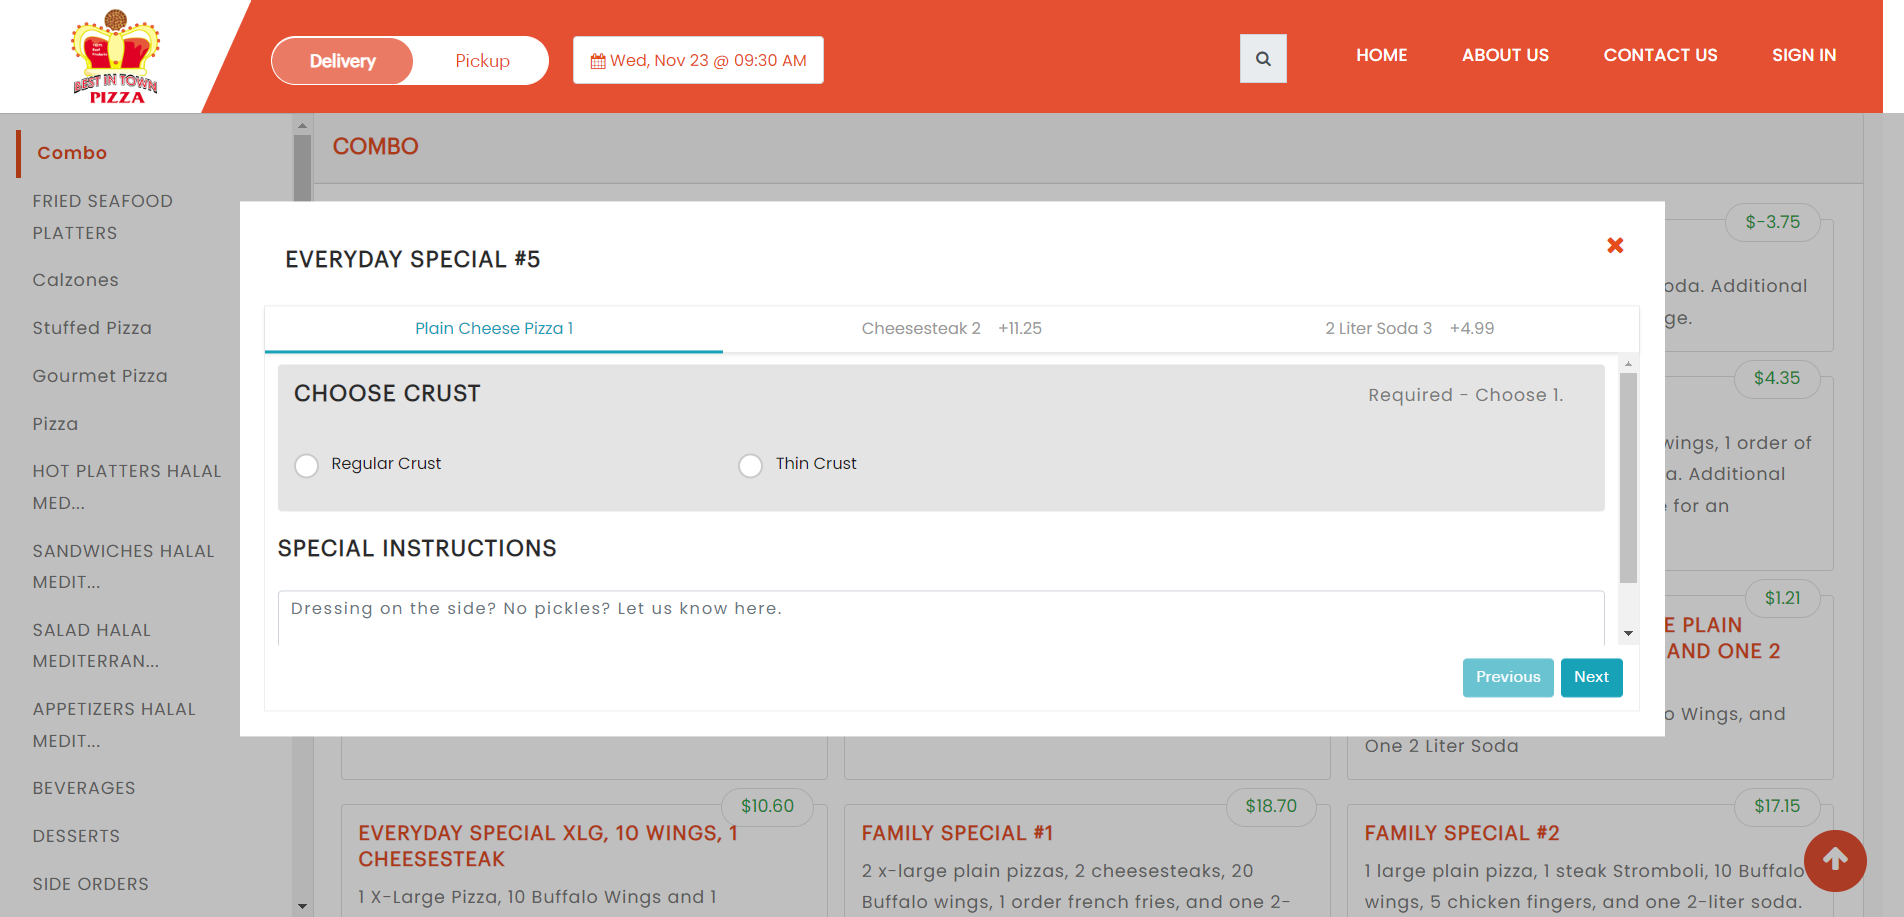 BEST IN TOWN
PIZZA
Delivery
Pickup
Wed, Nov 23 @ 09:30 AM
HOME
ABOUT US
CONTACT US
SIGN IN
Combo
FRIED SEAFOOD
PLATTERS
Calzones
Stuffed Pizza
Gourmet Pizza
Pizza
HOT PLATTERS HALAL
MED...
SANDWICHES HALAL
MEDIT...
SALAD HALAL
MEDITERRAN...
APPETIZERS HALAL
MEDIT...
BEVERAGES
DESSERTS
SIDE ORDERS
COMBO
EVERYDAY SPECIAL #5
Plain Cheese Pizza 1
Cheesesteak 2 +11.25
2 Liter Soda 3 +4.99
CHOOSE CRUST
Required - Choose 1.
Regular Crust
Thin Crust
SPECIAL INSTRUCTIONS
Dressing on the side? No pickles? Let us know here.
Previous
Next
$-3.75
oda. Additional
ge.
$4.35
wings, 1 order of
a. Additional
for an
$1.21
E PLAIN
AND ONE 2
o Wings, and
One 2 Liter Soda
$10.60
EVERYDAY SPECIAL XLG, 10 WINGS, 1
CHEESESTEAK
1 X-Large Pizza, 10 Buffalo Wings and 1
$18.70
FAMILY SPECIAL #1
2 x-large plain pizzas, 2 cheesesteaks, 20
Buffalo wings, 1 order french fries, and one 2-
$17.15
FAMILY SPECIAL #2
1 large plain pizza, 1 steak Stromboli, 10 Buffalo
wings, 5 chicken fingers, and one 2-liter soda.